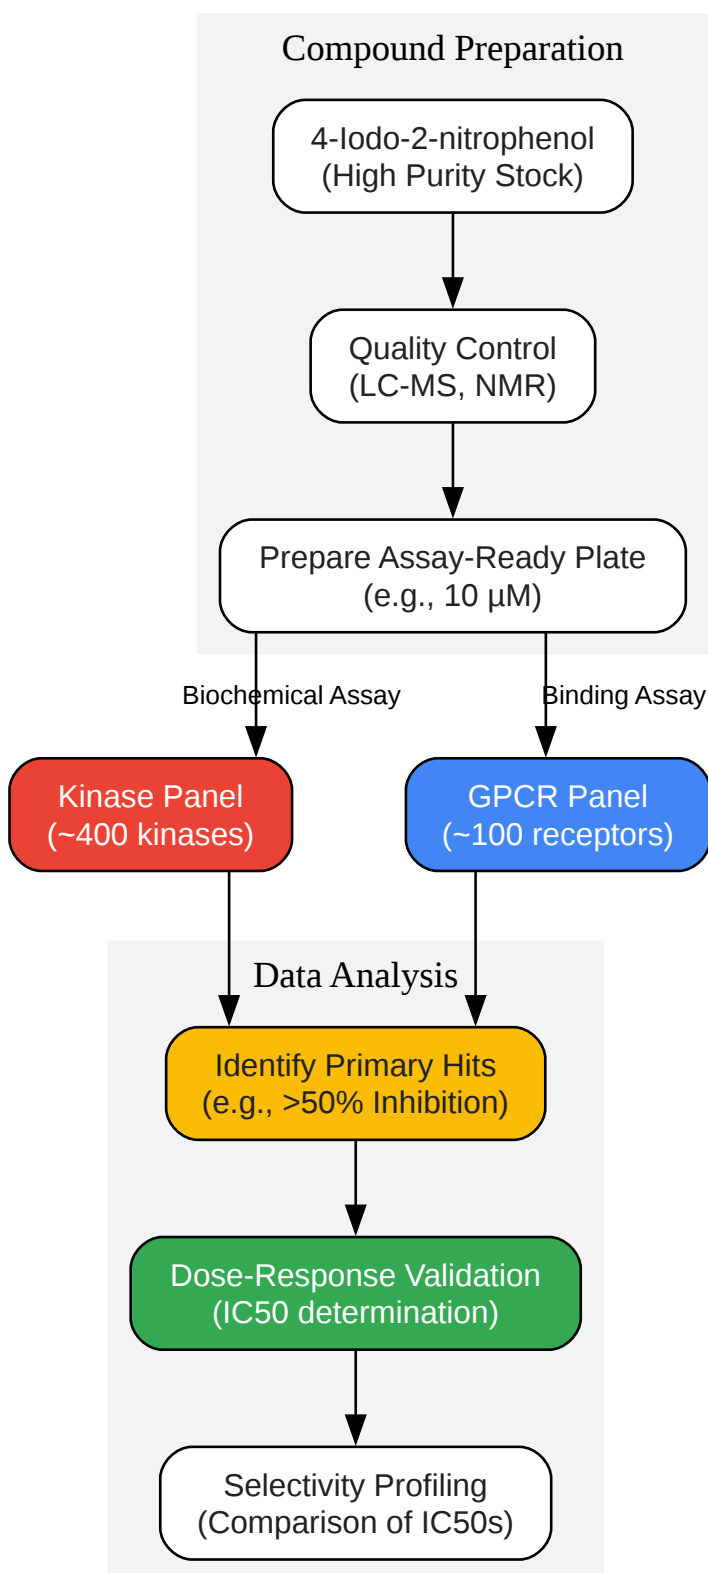 Compound Preparation
4-Iodo-2-nitrophenol
(High Purity Stock)
Quality Control
(LC-MS, NMR)
Prepare Assay-Ready Plate
(e.g., 10 µM)
Biochemical Assay
Binding Assay
Kinase Panel
(~400 kinases)
GPCR Panel
(~100 receptors)
Data Analysis
Identify Primary Hits
(e.g., >50% Inhibition)
Dose-Response Validation
(IC50 determination)
Selectivity Profiling
(Comparison of IC50s)